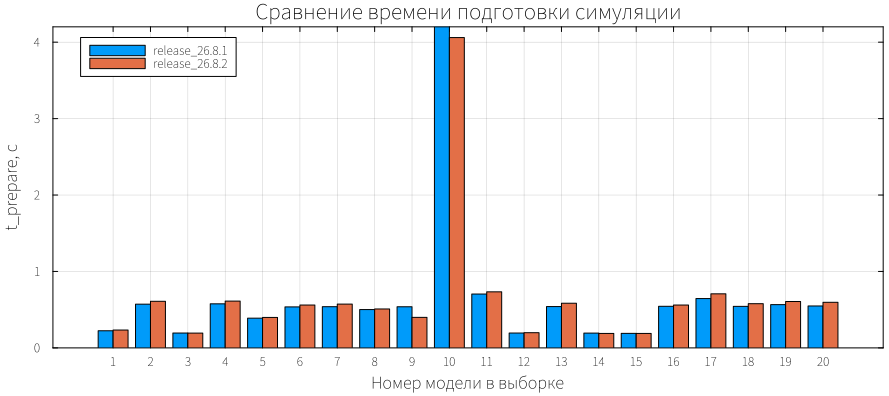 Сравнение времени подготовки симуляции
t_prepare, с
4
3
2
1
0
release_26.8.1
release_26.8.2
1 2 3 4 5 6 7 8 9 10 11 12 13 14 15 16 17 18 19 20
Номер модели в выборке